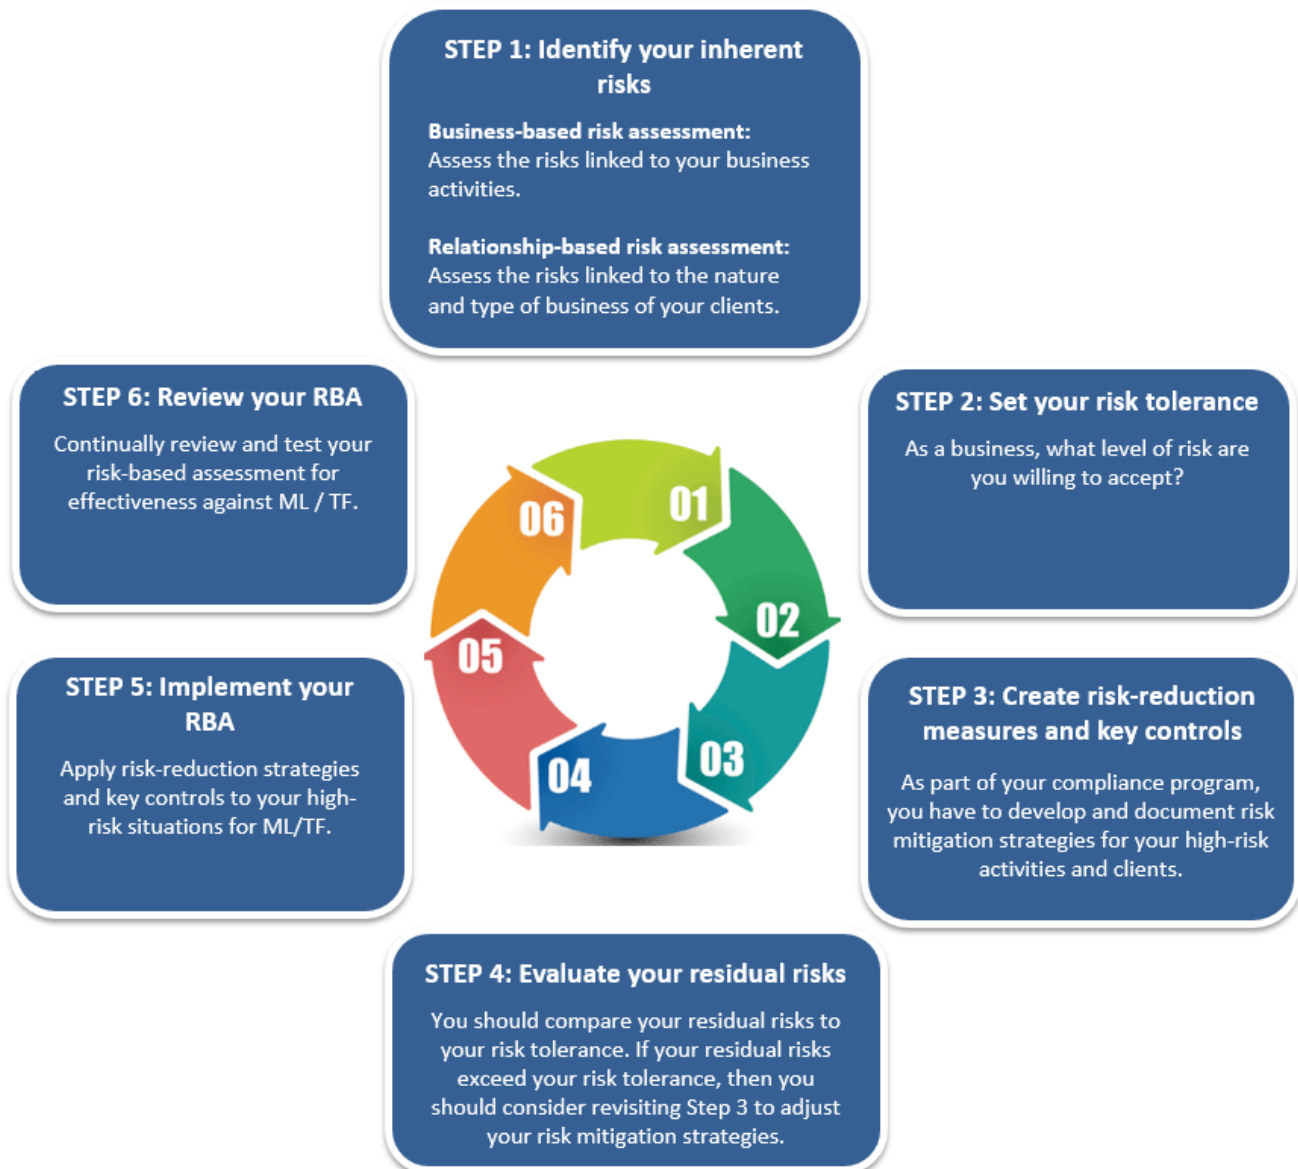 STEP 1: Identify your inherent
risks
Business-based risk assessment:
Assess the risks linked to your business
activities.
Relationship-based risk assessment:
Assess the risks linked to the nature
and type of business of your clients.
STEP 2: Set your risk tolerance
As a business, what level of risk are
you willing to accept?
STEP 3: Create risk-reduction
measures and key controls
As part of your compliance program,
you have to develop and document risk
mitigation strategies for your high-risk
activities and clients.
STEP 4: Evaluate your residual risks
You should compare your residual risks to
your risk tolerance. If your residual risks
exceed your risk tolerance, then you
should consider revisiting Step 3 to adjust
your risk mitigation strategies.
STEP 5: Implement your
RBA
Apply risk-reduction strategies
and key controls to your high-
risk situations for ML/TF.
STEP 6: Review your RBA
Continually review and test your
risk-based assessment for
effectiveness against ML / TF.
01
02
03
04
05
06